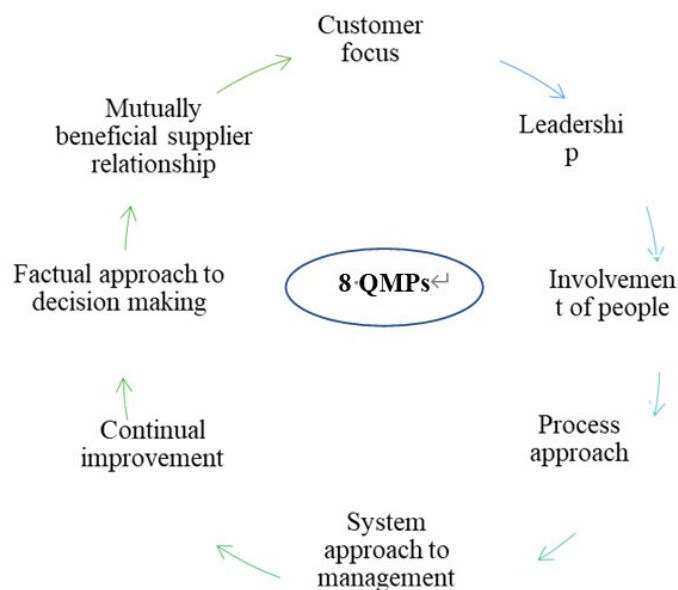 Customer
focus
Leadershi
p
Involvemen
t of people
Process
approach
System
approach to
management
Continual
improvement
Factual approach to
decision making
Mutually
beneficial supplier
relationship
8·QMPs↵